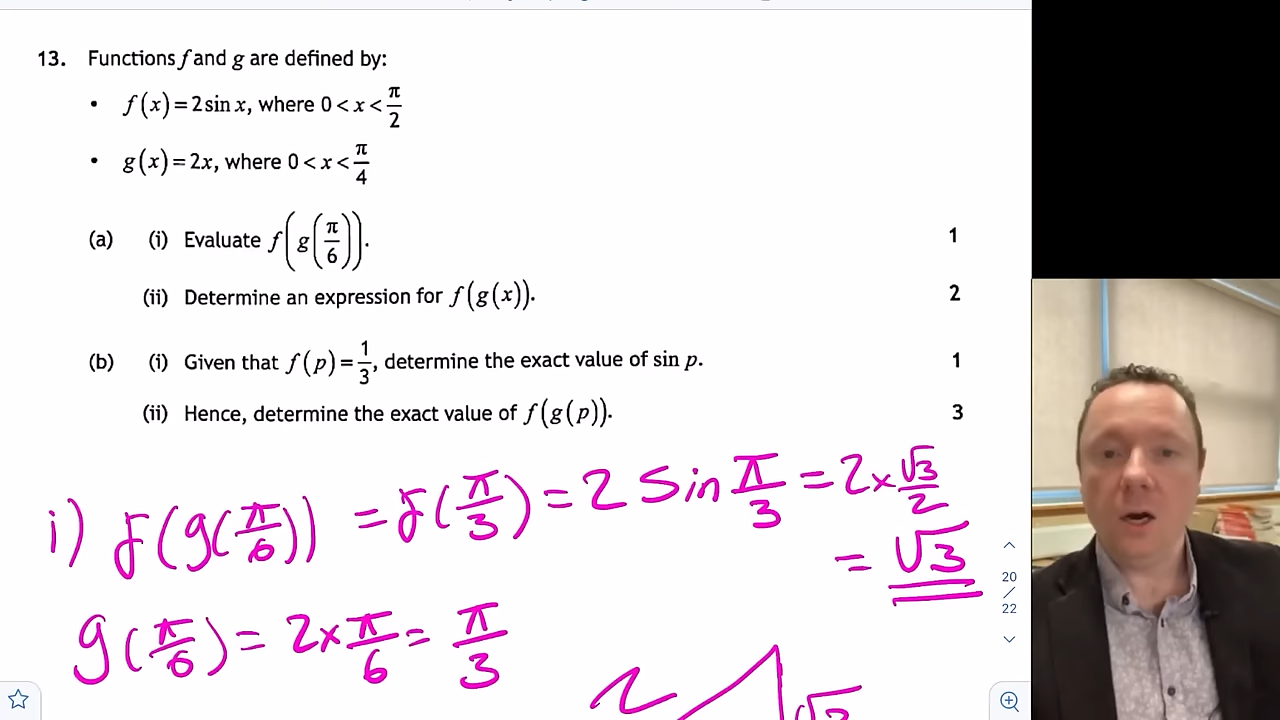 13. Functions f and g are defined by:
• f(x)=2sin x, where 0<x<π/2
• g(x)=2x, where 0<x<π/4
(a) (i) Evaluate f(g(π/6)). 1
(ii) Determine an expression for f(g(x)). 2
(b) (i) Given that f(p)=1/3, determine the exact value of sin p. 1
(ii) Hence, determine the exact value of f(g(p)). 3
i) f(g(π/6)) = f(π/3) = 2 Sin π/3 = 2×√3/2
= √3
g(π/6) = 2×π/6 = π/3
20
/
22
2
√3